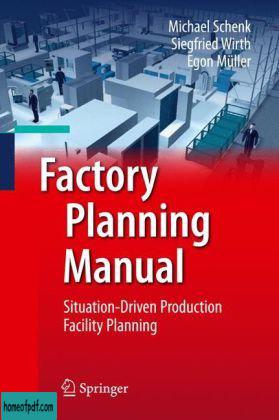 Michael Schenk
Siegfried Wirth
Egon Müller
Factory
Planning
Manual
Situation-Driven Production
Facility Planning
Springer
homeofpdf.com